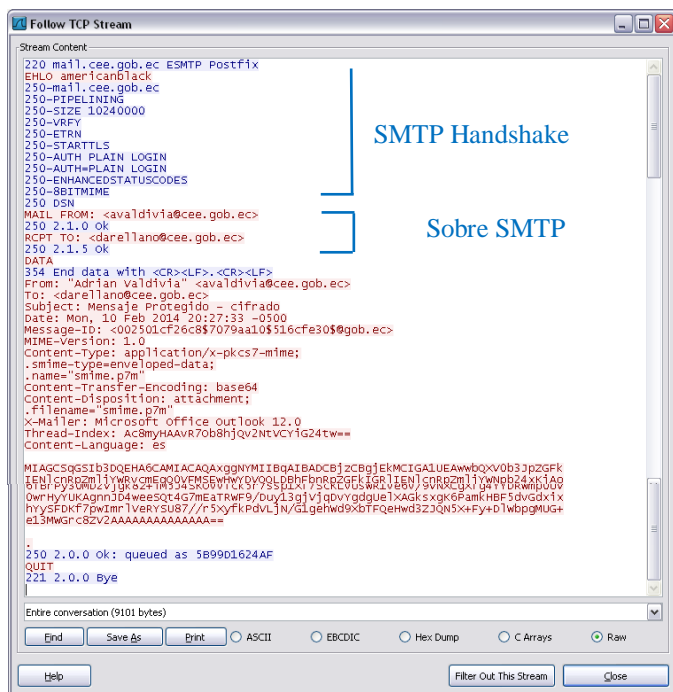 Follow TCP Stream
Stream Content
220 mail.cee.gob.ec ESMTP Postfix
EHLO americanblack
250-mail.cee.gob.ec
250-PIPELINING
250-SIZE 10240000
250-VRFY
250-ETRN
250-STARTTLS
250-AUTH PLAIN LOGIN
250-AUTH=PLAIN LOGIN
250-ENHANCEDSTATUSCODES
250-8BITMIME
250 DSN
SMTP Handshake
MAIL FROM: <avaldivia@cee.gob.ec>
250 2.1.0 Ok
RCPT TO: <darellano@cee.gob.ec>
250 2.1.5 Ok
Sobre SMTP
DATA
354 End data with <CR><LF>.<CR><LF>
From: "Adrian Valdivia" <avaldivia@cee.gob.ec>
To: <darellano@cee.gob.ec>
Subject: Mensaje Protegido - cifrado
Date: Mon, 10 Feb 2014 20:27:33 -0500
Message-ID: <002501cf26c8$7079aa10$516cfe30$@gob.ec>
MIME-Version: 1.0
Content-Type: application/x-pkcs7-mime;
.smime-type=enveloped-data;
.name="smime.p7m"
Content-Transfer-Encoding: base64
Content-Disposition: attachment;
.filename="smime.p7m"
X-Mailer: Microsoft Office Outlook 12.0
Thread-Index: Ac8myHAAvR7Ob8hjQv2NtVCYiG24tw==
Content-Language: es
MIAGCSqGSIb3DQEHA6CAMIACAQAxggNYMIIBqAIBADCBjzCBgjEkMCIGA1UEAwwbQXV0b3JpZGFk
IENlcnRpZmljYWRvcmEgQ0VFMSEwHwYDVQQLDBhFbnRpZGFkIGRlIENlcnRpZmljYWNpb24xKjAo
e13MWGrc8ZV2AAAAAAAAAAAAAA==
.
250 2.0.0 Ok: queued as 5B99D1624AF
QUIT
221 2.0.0 Bye
Entire conversation (9101 bytes)
Find
Save As
Print
ASCII
EBCDIC
Hex Dump
C Arrays
Raw
Help
Filter Out This Stream
Close